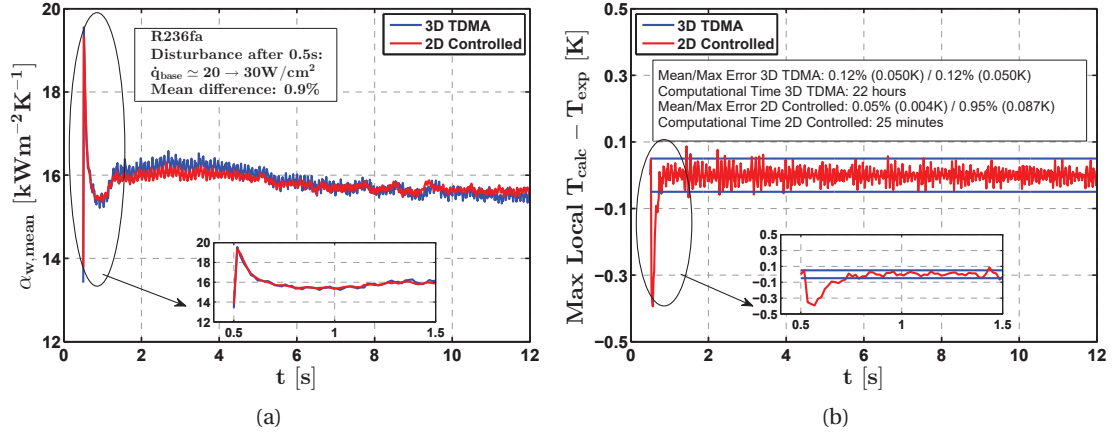 3D TDMA
2D Controlled
R236fa
Disturbance after 0.5s:
q̇base ≃ 20 → 30W/cm²
Mean difference: 0.9%
αw,mean [kWm⁻²K⁻¹]
20
18
16
14
12
0
2
4
6
8
10
12
t [s]
20
18
16
14
12
0.5
1
1.5
(a)
3D TDMA
2D Controlled
Mean/Max Error 3D TDMA: 0.12% (0.050K) / 0.12% (0.050K)
Computational Time 3D TDMA: 22 hours
Mean/Max Error 2D Controlled: 0.05% (0.004K) / 0.95% (0.087K)
Computational Time 2D Controlled: 25 minutes
Max Local Tcalc − Texp [K]
0.5
0.3
0.1
−0.1
−0.3
−0.5
0
2
4
6
8
10
12
t [s]
0.5
0.3
0.1
−0.1
−0.3
−0.5
0.5
1
1.5
(b)